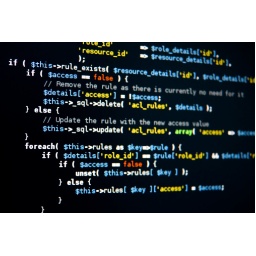 'role_id' => $role_details['id'],
'resource_id' => $resource_details['id'],
);
if ( $this->rule_exists( $resource_details['id'], $role_details['id'],
if ( $access == false ) {
// Remove the rule as there is currently no need for it
$details['access'] = !$access;
$this->_sql->delete( 'acl_rules', $details );
} else {
// Update the rule with the new access value
$this->_sql->update( 'acl_rules', array( 'access' => $access
}
foreach( $this->rules as $key=>$rule ) {
if ( $details['role_id'] == $rule['role_id'] && $details[
if ( $access == false ) {
unset( $this->rules[ $key ] );
} else {
$this->rules[ $key ]['access'] = $access;
}
}